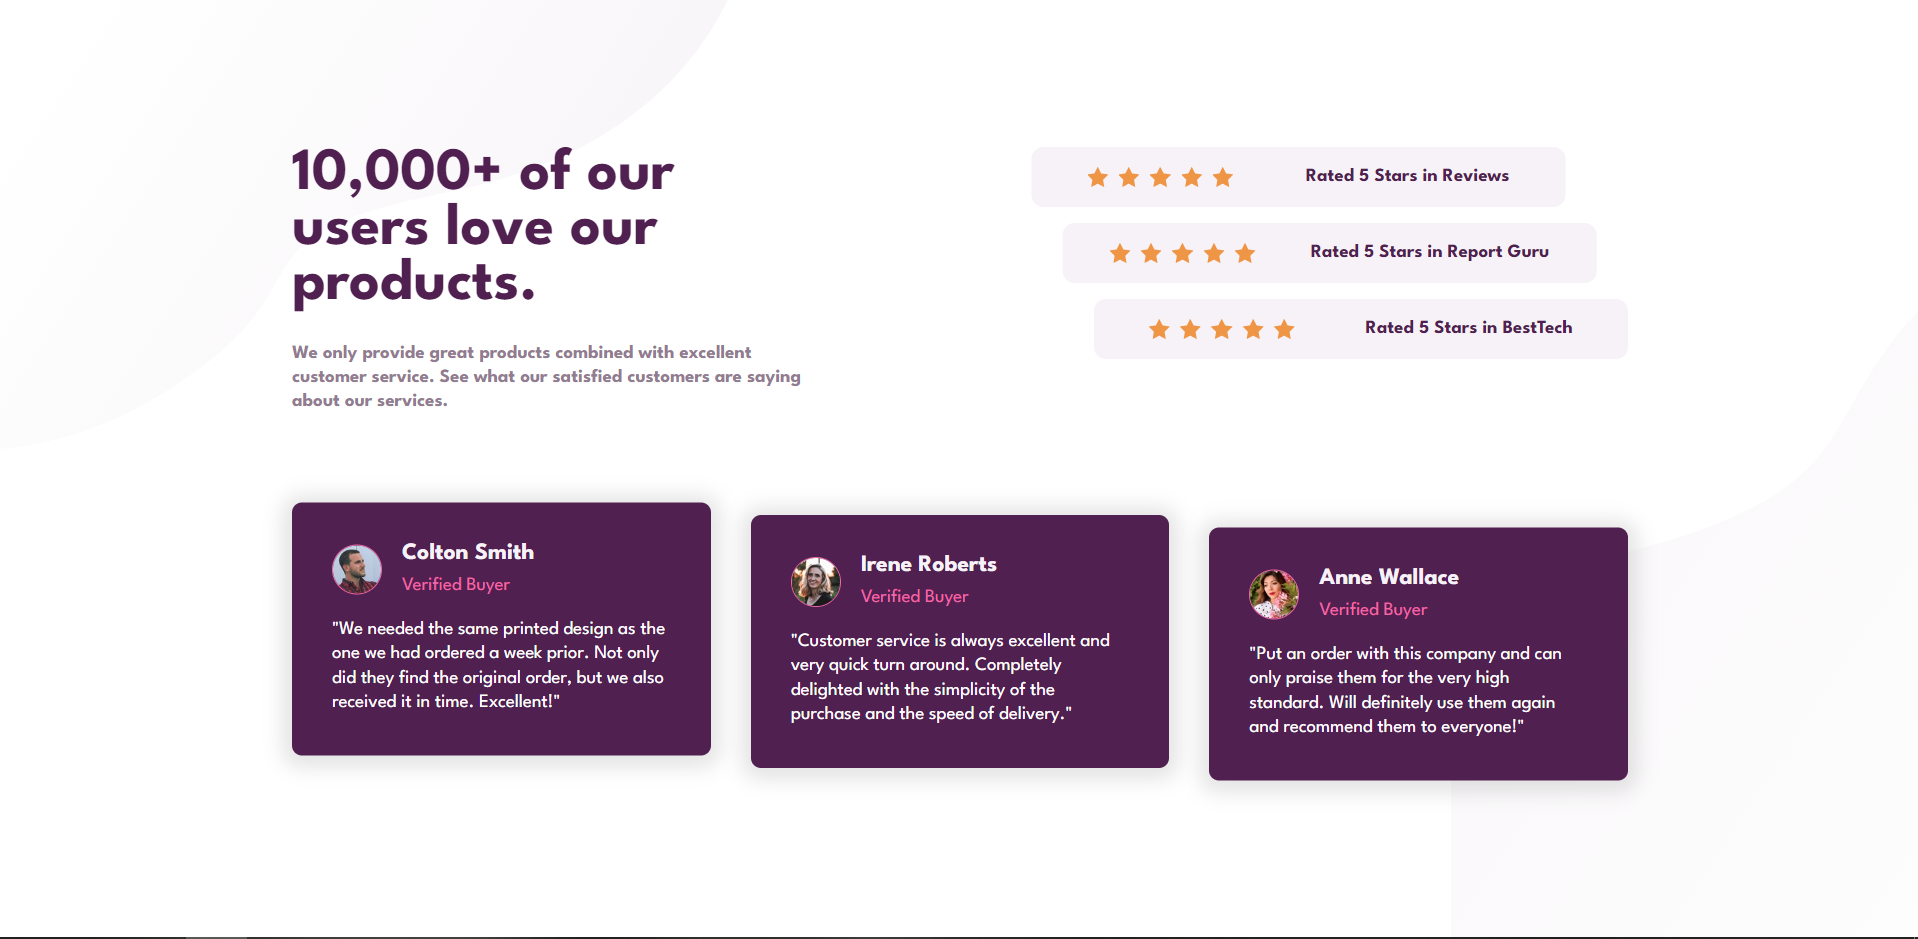 10,000+ of our
users love our
products.
We only provide great products combined with excellent
customer service. See what our satisfied customers are saying
about our services.
Rated 5 Stars in Reviews
Rated 5 Stars in Report Guru
Rated 5 Stars in BestTech
Colton Smith
Verified Buyer
"We needed the same printed design as the
one we had ordered a week prior. Not only
did they find the original order, but we also
received it in time. Excellent!"
Irene Roberts
Verified Buyer
"Customer service is always excellent and
very quick turn around. Completely
delighted with the simplicity of the
purchase and the speed of delivery."
Anne Wallace
Verified Buyer
"Put an order with this company and can
only praise them for the very high
standard. Will definitely use them again
and recommend them to everyone!"